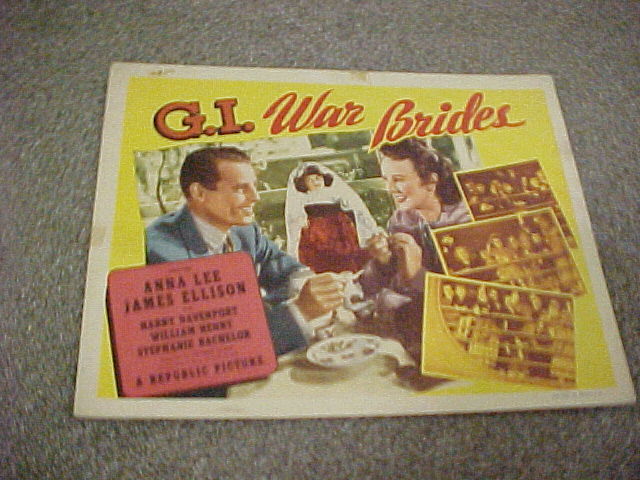 G.I. War Brides
ANNA LEE
JAMES ELLISON
HARRY DAVENPORT
WILLIAM HENRY
STEPHANIE BACHELOR
A REPUBLIC PICTURE